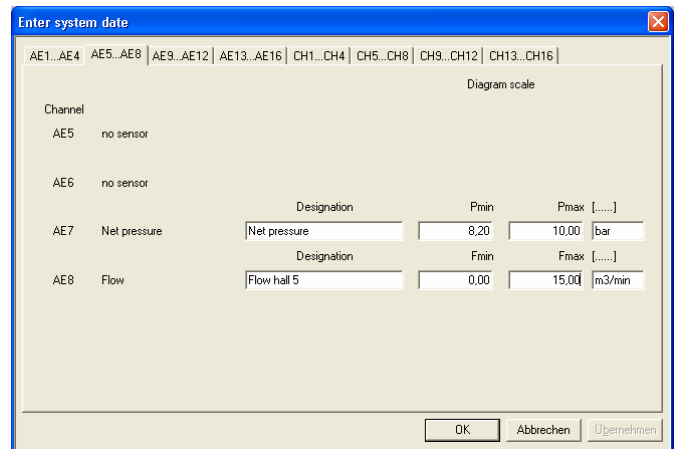 Enter system date
AE1...AE4 AE5...AE8 AE9...AE12 AE13...AE16 CH1...CH4 CH5...CH8 CH9...CH12 CH13...CH16
Diagram scale
Channel
AE5 no sensor
AE6 no sensor
Designation Pmin Pmax [......]
AE7 Net pressure Net pressure 8,20 10,00 bar
Designation Fmin Fmax [......]
AE8 Flow Flow hall 5 0,00 15,00 m3/min
OK Abbrechen Übernehmen